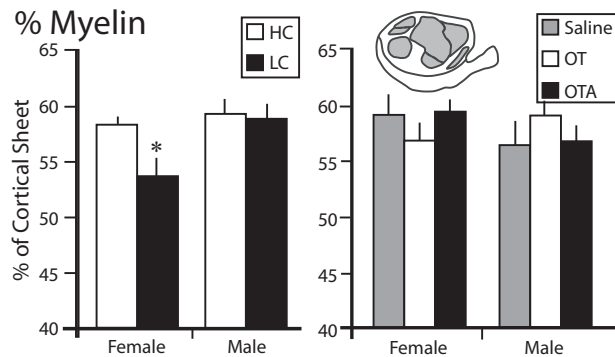 % Myelin
HC
LC
% of Cortical Sheet
65
60
55
50
45
40
*
Female Male
Saline
OT
OTA
65
60
55
50
45
40
Female Male